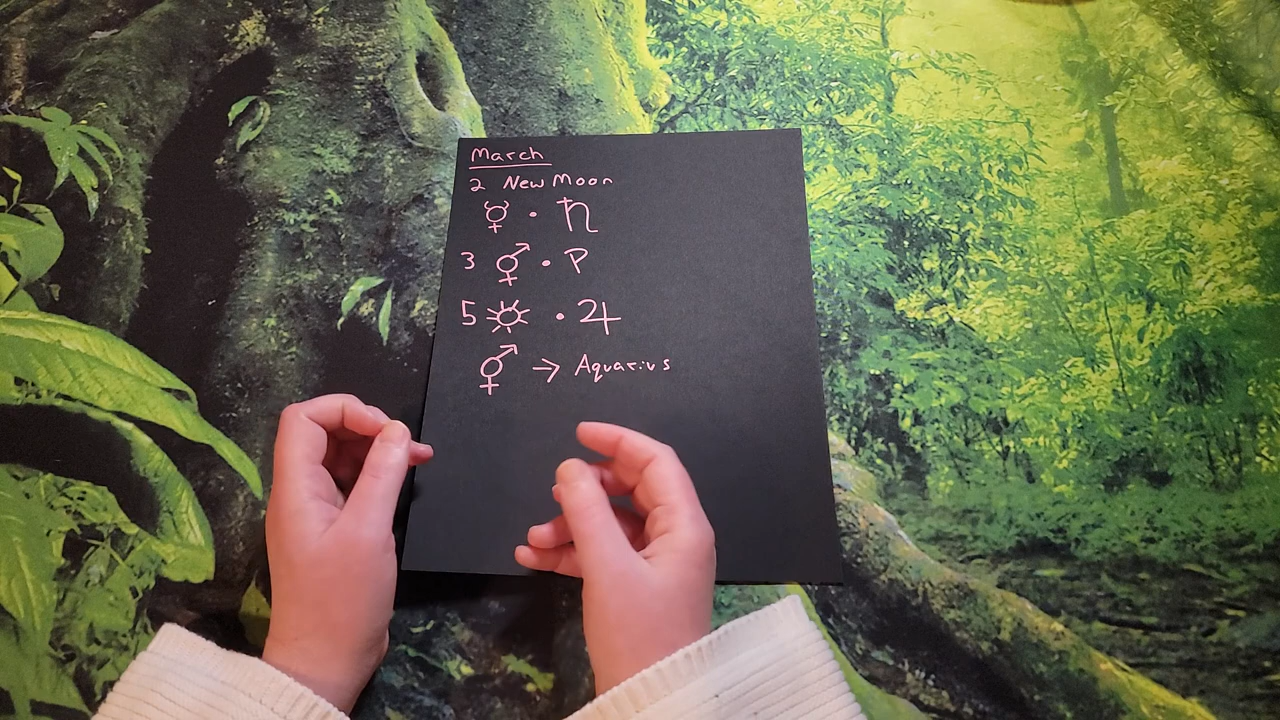 March
2 New Moon
☿ • ♄
3 ⚥ • P
5 ☼ • ♃
⚥ → Aquarius